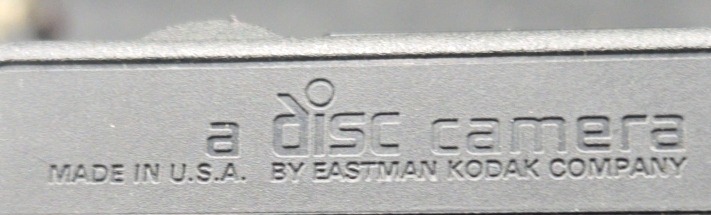 a disc camera
MADE IN U.S.A. BY EASTMAN KODAK COMPANY